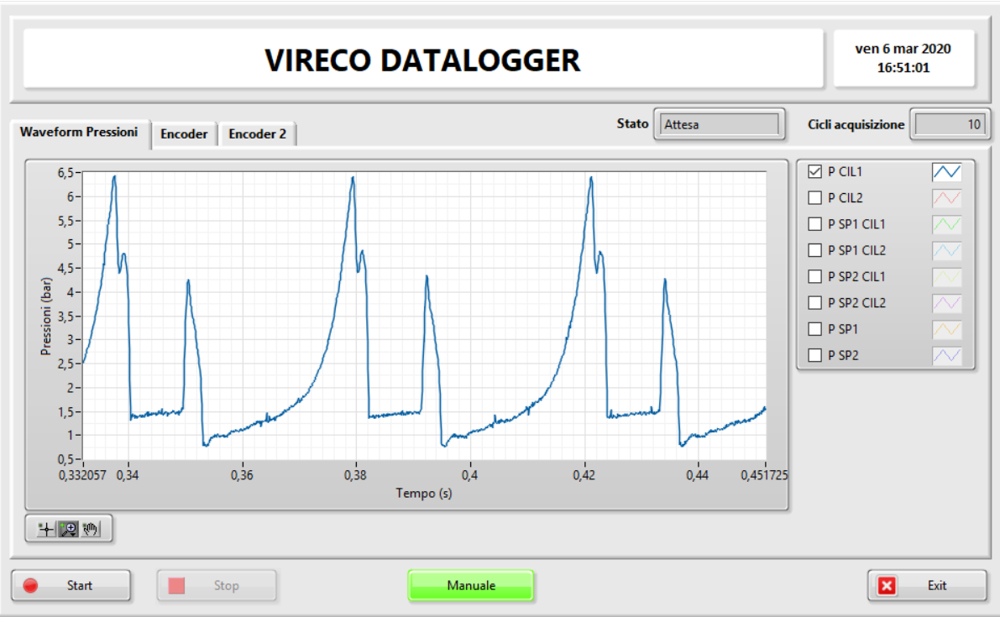 VIRECO DATALOGGER
ven 6 mar 2020
16:51:01
Waveform Pressioni
Encoder
Encoder 2
Stato
Attesa
Cicli acquisizione
10
6,5
6
5,5
5
4,5
4
3,5
3
2,5
2
1,5
1
0,5
Pressioni (bar)
0,332057
0,34
0,36
0,38
0,4
0,42
0,44
0,451725
Tempo (s)
P CIL1
P CIL2
P SP1 CIL1
P SP1 CIL2
P SP2 CIL1
P SP2 CIL2
P SP1
P SP2
Start
Stop
Manuale
Exit